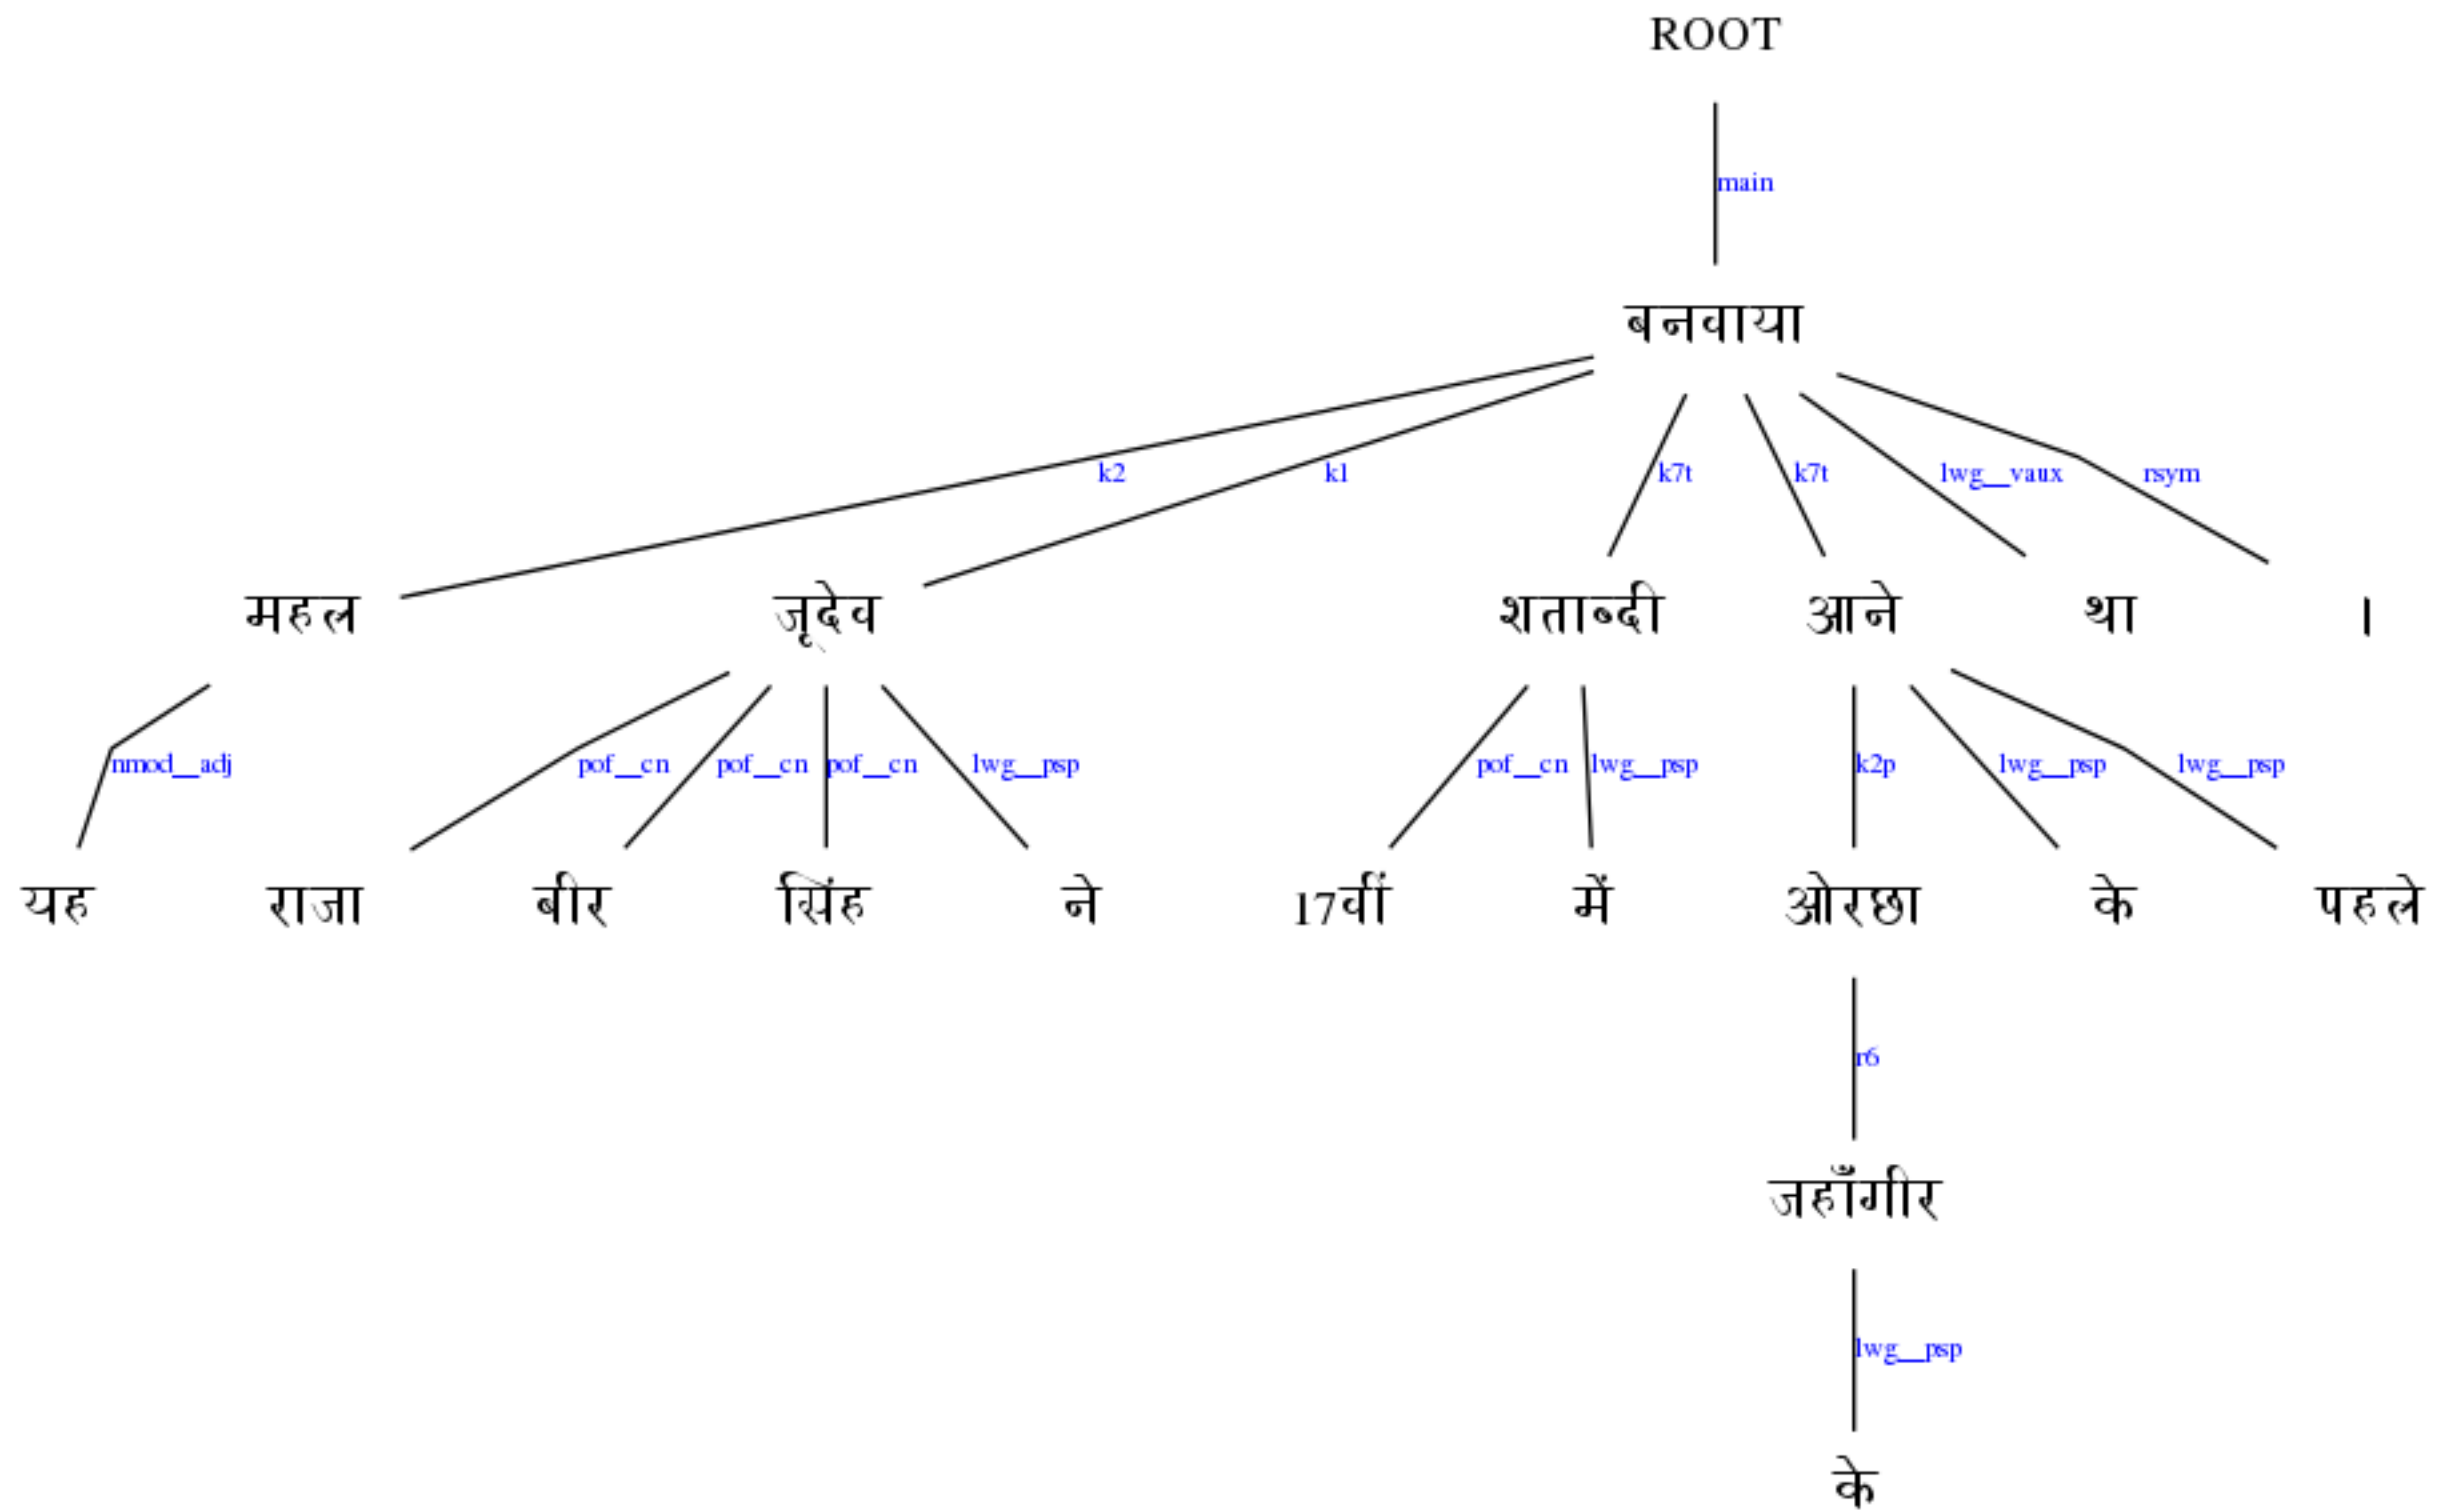 ROOT
main
बनवाया
k2 k1 k7t k7t lwg__vaux rsym
महल जूदेव शताब्दी आने था ।
nmod__adj pof__cn pof__cn pof__cn lwg__psp pof__cn lwg__psp k2p lwg__psp lwg__psp
यह राजा बीर सिंह ने 17वीं में ओरछा के पहले
r6
जहाँगीर
lwg__psp
के